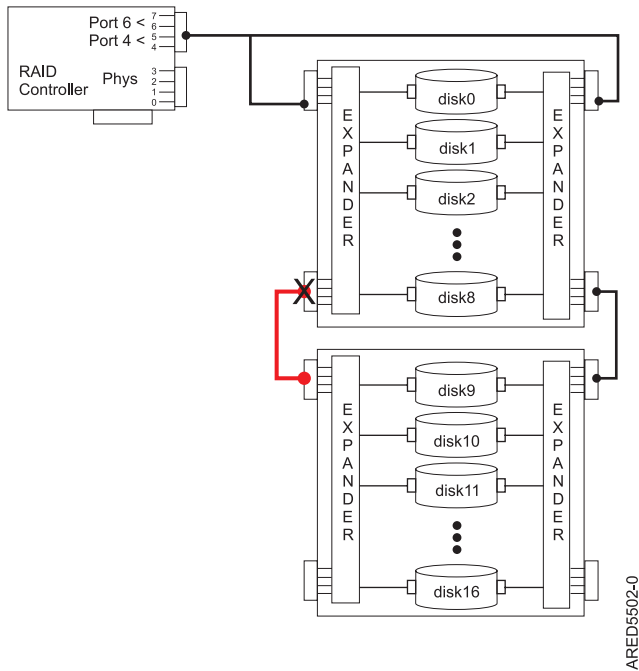 Port 6 <
Port 4 <
7
6
5
4
RAID
Controller
Phys
3
2
1
0
EXPANDER
disk0
disk1
disk2
disk8
EXPANDER
X
EXPANDER
disk9
disk10
disk11
disk16
EXPANDER
ARED5502-0